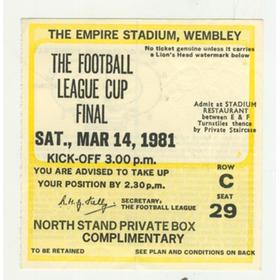 THE EMPIRE STADIUM, WEMBLEY
No ticket genuine unless it carries
a Lion's Head watermark below
THE FOOTBALL
LEAGUE CUP
FINAL
Admit at STADIUM
RESTAURANT
between E & F
Turnstiles thence
by Private Staircase
SAT., MAR 14, 1981
KICK-OFF 3.00 p.m.
YOU ARE ADVISED TO TAKE UP
YOUR POSITION BY 2.30 p.m.
ROW
C
SEAT
29
SECRETARY:
THE FOOTBALL LEAGUE
NORTH STAND PRIVATE BOX
COMPLIMENTARY
TO BE RETAINED
SEE PLAN AND CONDITIONS ON BACK